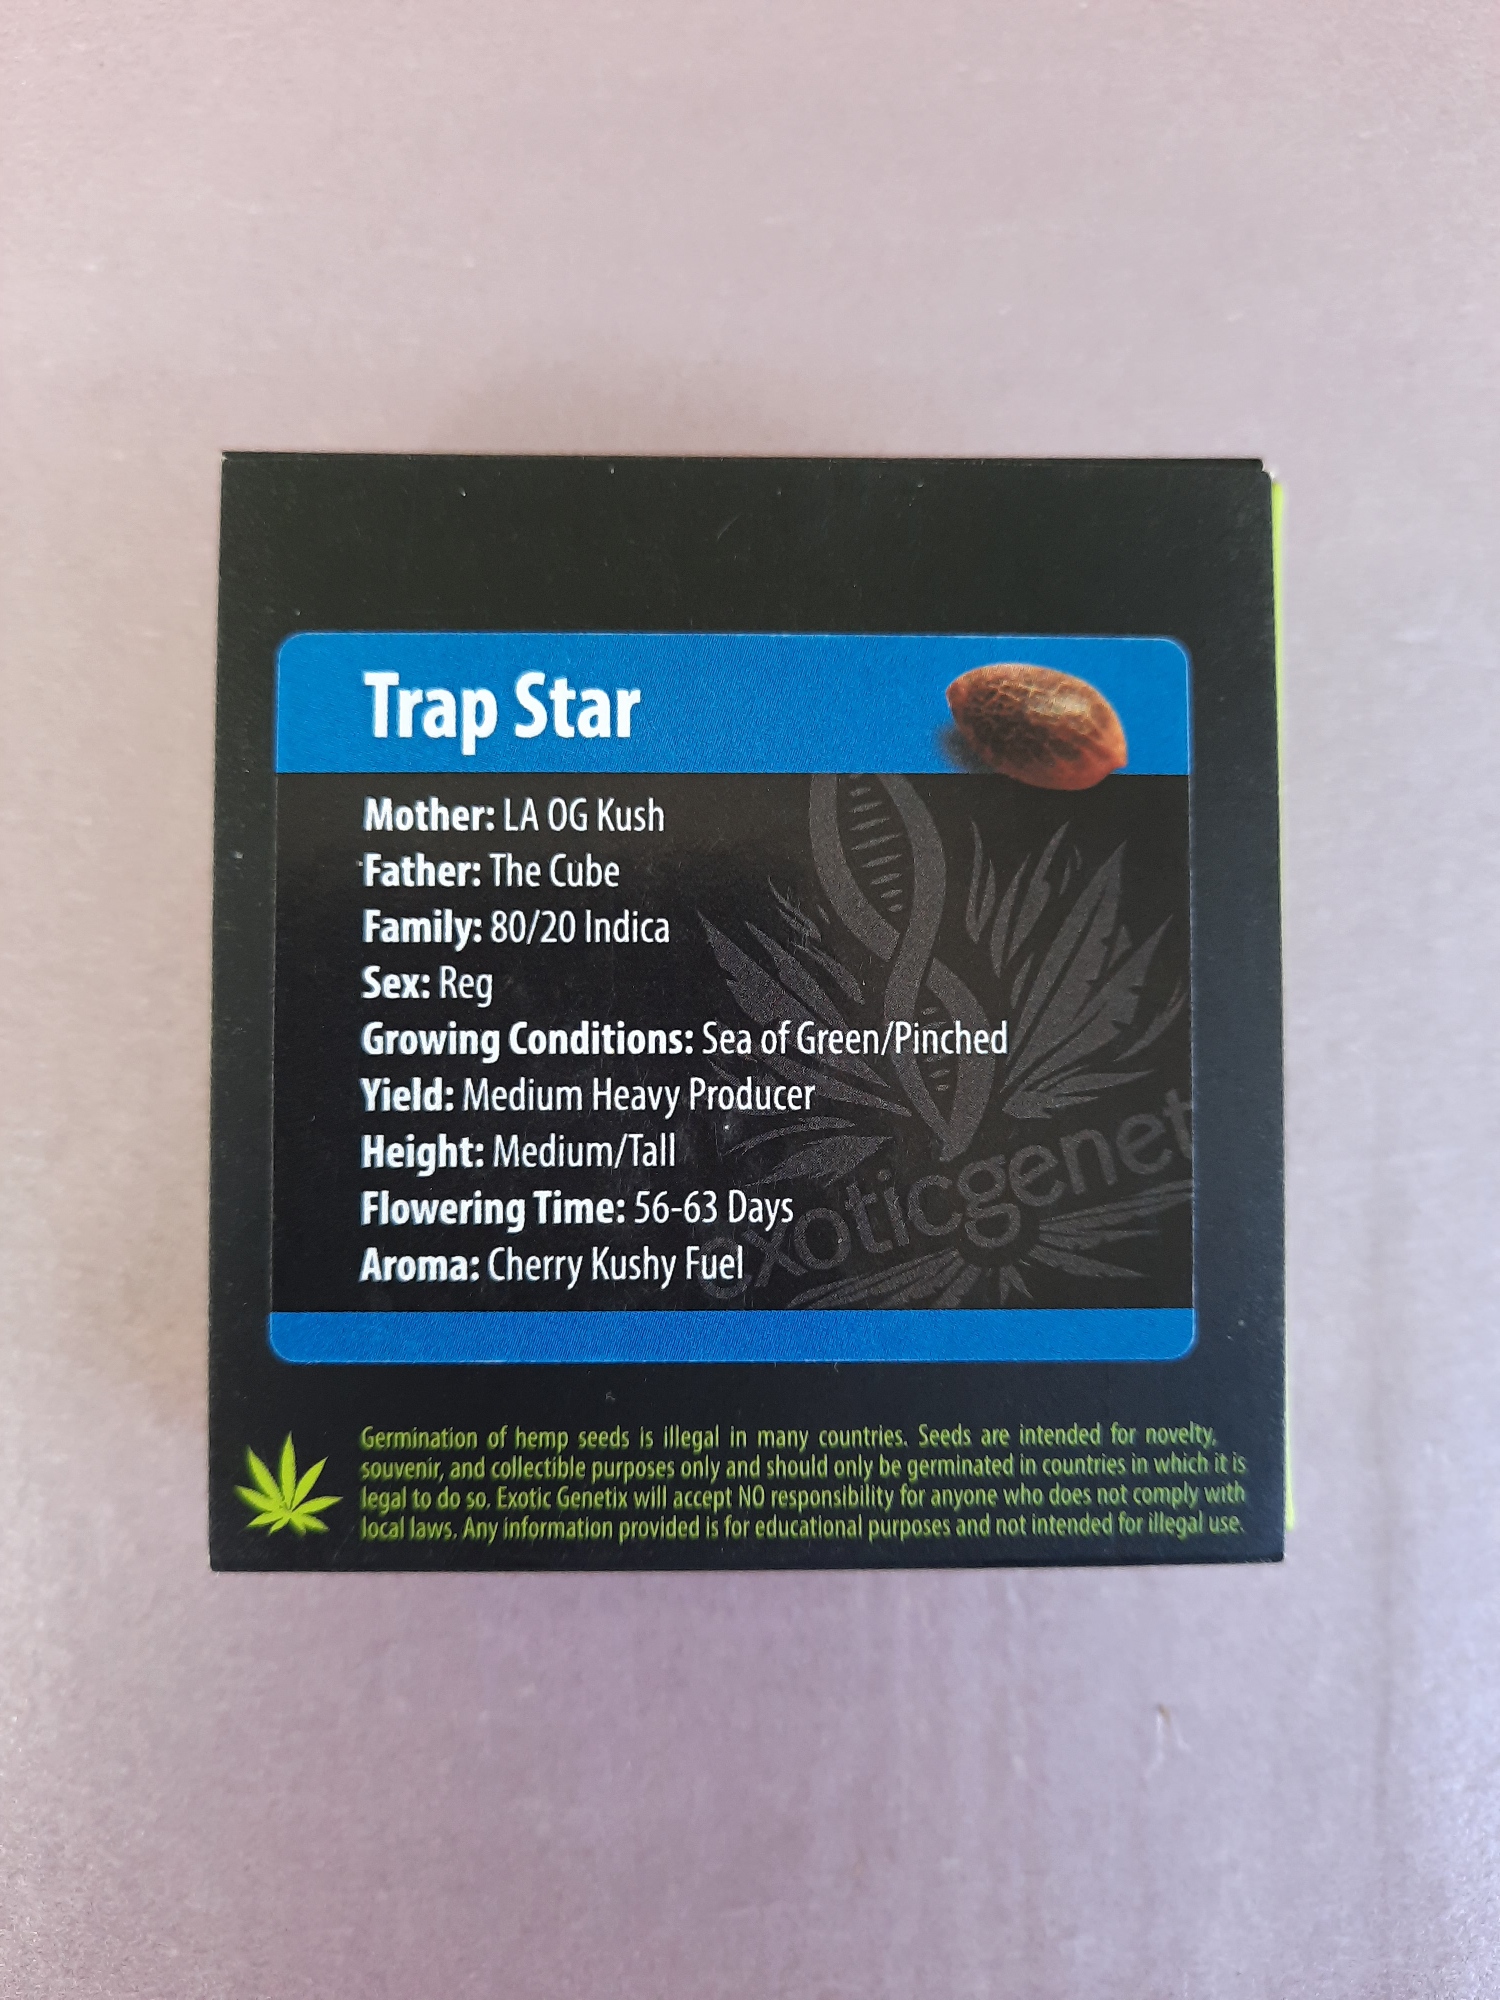 Trap Star
Mother: LA OG Kush
Father: The Cube
Family: 80/20 Indica
Sex: Reg
Growing Conditions: Sea of Green/Pinched
Yield: Medium Heavy Producer
Height: Medium/Tall
Flowering Time: 56-63 Days
Aroma: Cherry Kushy Fuel
exoticgenet
Germination of hemp seeds is illegal in many countries. Seeds are intended for novelty,
souvenir, and collectible purposes only and should only be germinated in countries in which it is
legal to do so. Exotic Genetix will accept NO responsibility for anyone who does not comply with
local laws. Any information provided is for educational purposes and not intended for illegal use.